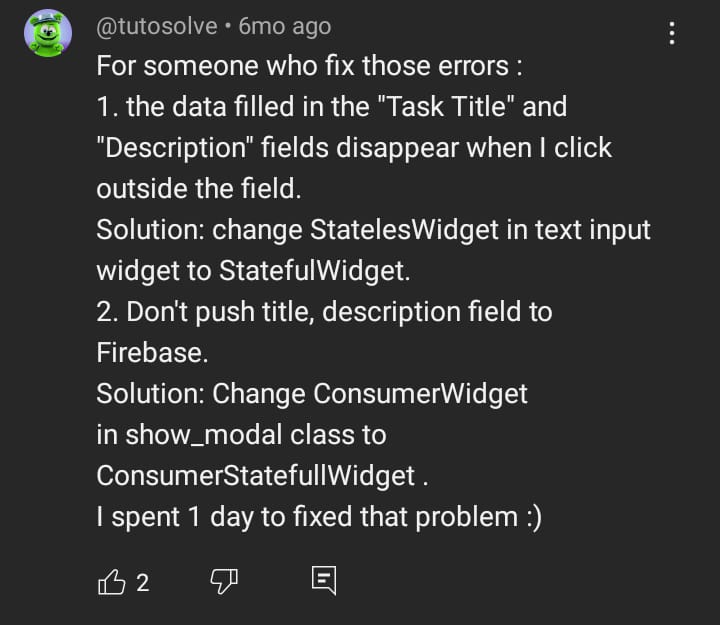 @tutosolve • 6mo ago
For someone who fix those errors :
1. the data filled in the "Task Title" and
"Description" fields disappear when I click
outside the field.
Solution: change StatelesWidget in text input
widget to StatefulWidget.
2. Don't push title, description field to
Firebase.
Solution: Change ConsumerWidget
in show_modal class to
ConsumerStatefullWidget .
I spent 1 day to fixed that problem :)
2